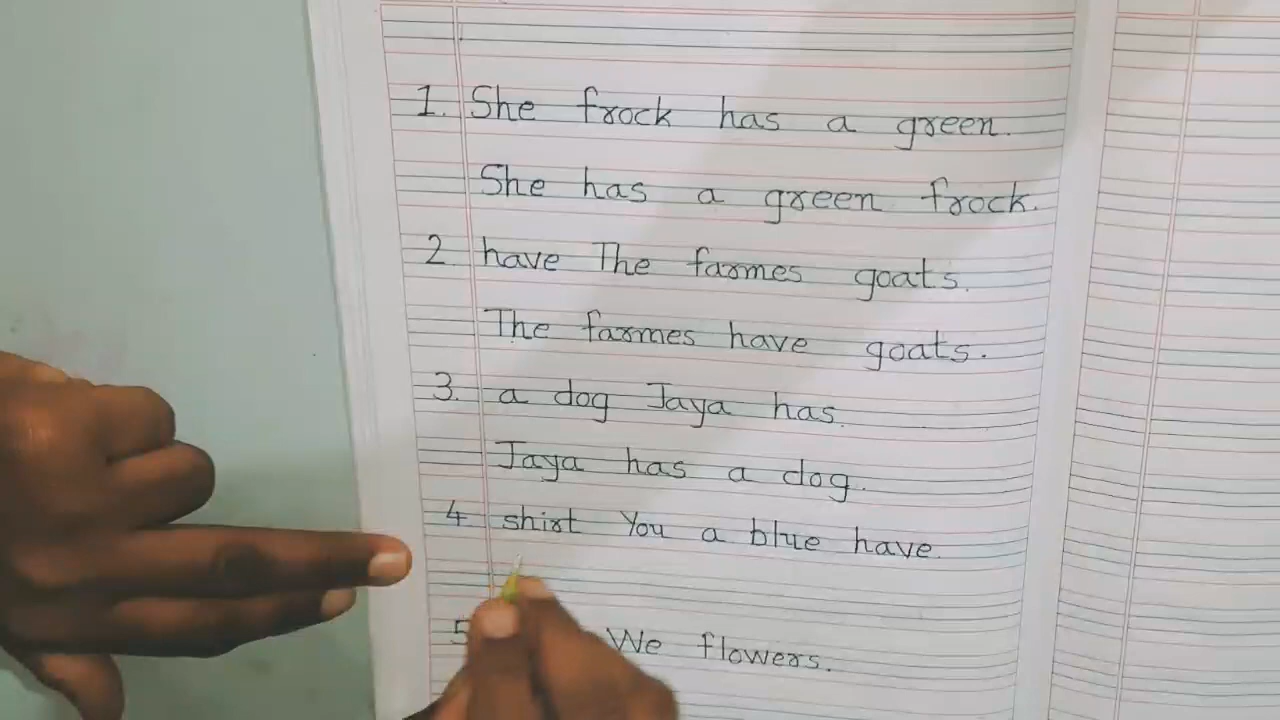 1. She frock has a green.
She has a green frock.
2 have The farmes goats.
The farmes have goats.
3. a dog Jaya has.
Jaya has a dog.
4 shirt You a blue have.
5 We flowers.